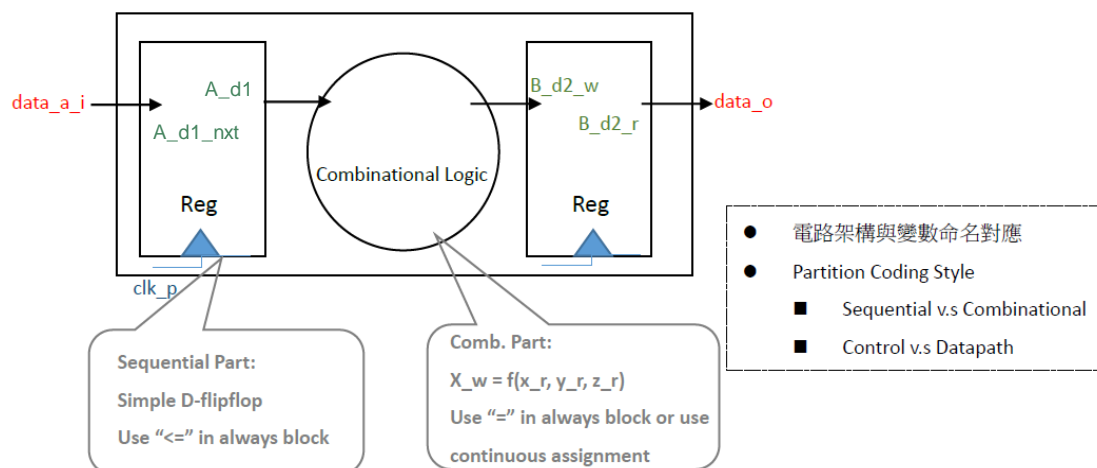 data_a_i
A_d1
A_d1_nxt
Reg
clk_p
Combinational Logic
B_d2_w
B_d2_r
Reg
data_o
Sequential Part:
Simple D-flipflop
Use “<=” in always block
Comb. Part:
X_w = f(x_r, y_r, z_r)
Use “=” in always block or use
continuous assignment
● 電路架構與變數命名對應
● Partition Coding Style
■ Sequential v.s Combinational
■ Control v.s Datapath